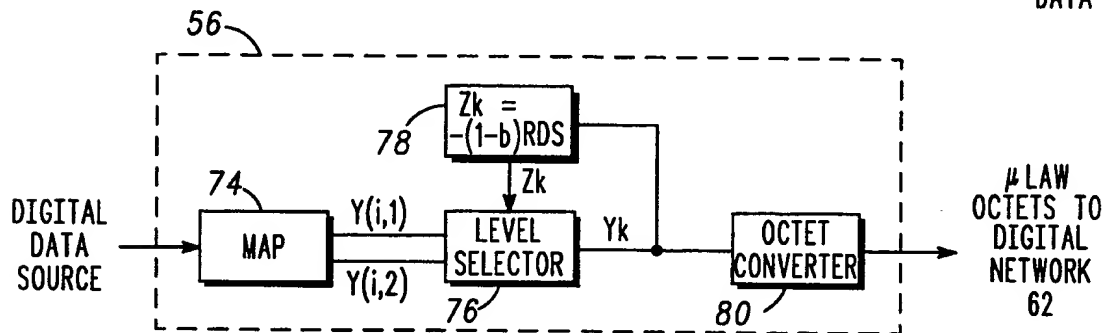 DATA
56
Zk =
-(1-b)RDS
78
Zk
74
DIGITAL
DATA
SOURCE
MAP
Y(i,1)
Y(i,2)
LEVEL
SELECTOR
76
Yk
OCTET
CONVERTER
80
μ LAW
OCTETS TO
DIGITAL
NETWORK
62